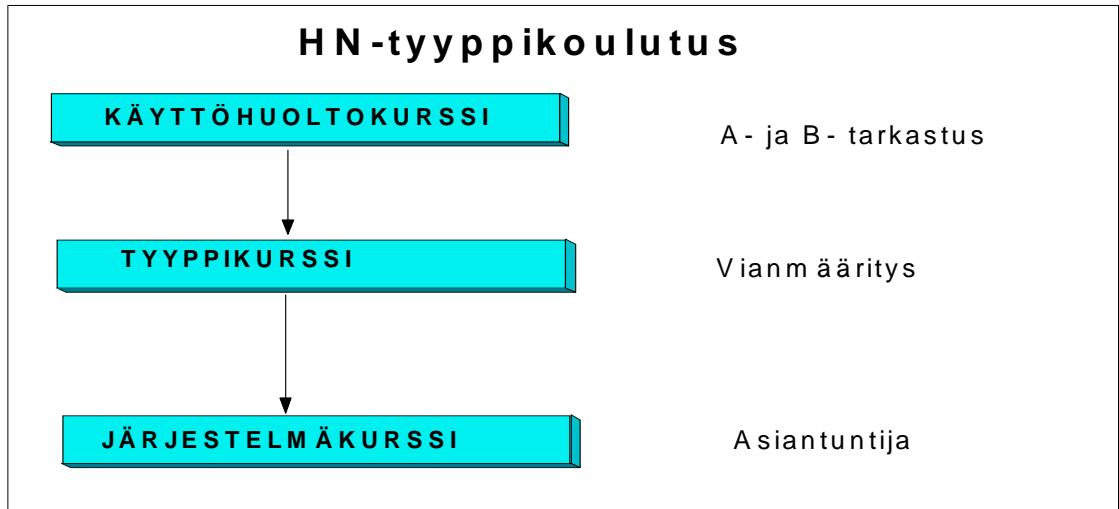 HN-tyyppikoulutus
KÄYTTÖHUOLTOKURSSI
A- ja B- tarkastus
TYYPPIKURSSI
Vianmääritys
JÄRJESTELMÄKURSSI
Asiantuntija